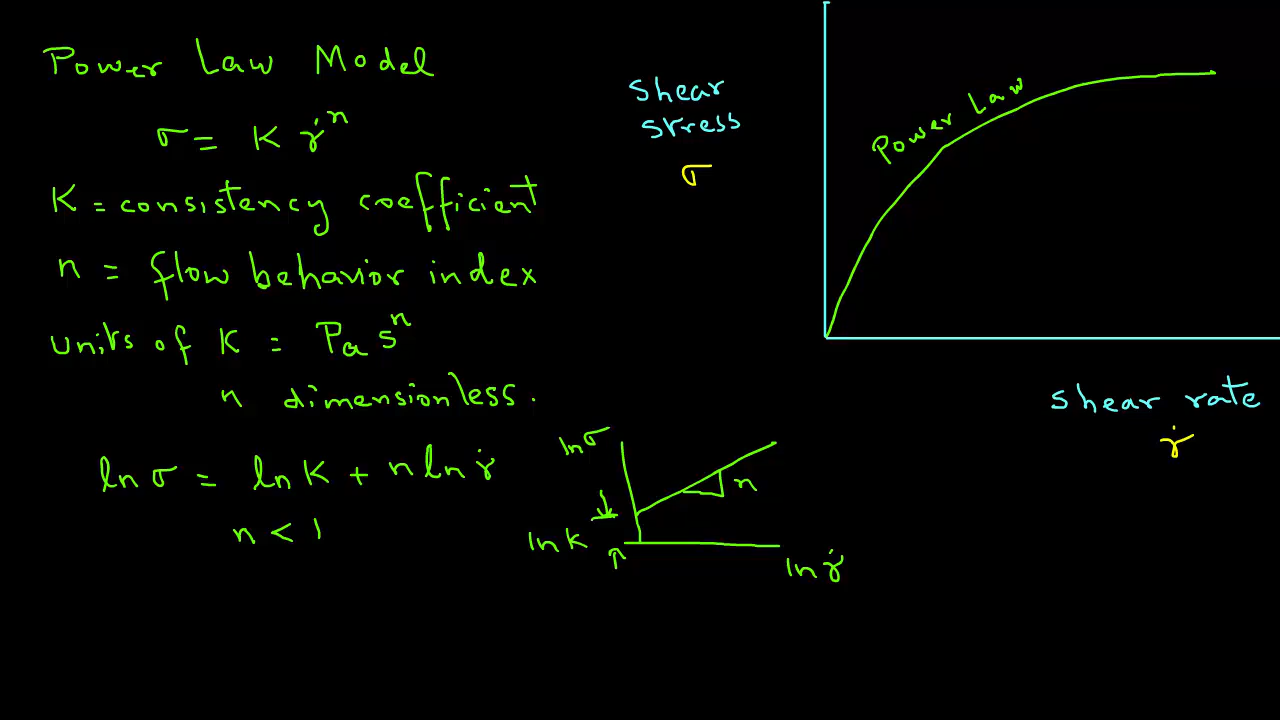 Power Law Model
σ = K γ̇ⁿ
K = consistency coefficient
n = flow behavior index
units of K = Pa sⁿ
n dimensionless.
ln σ = ln K + n ln γ̇
n < 1
ln σ
n
ln K
ln γ̇
shear
stress
σ
Power Law
shear rate
γ̇